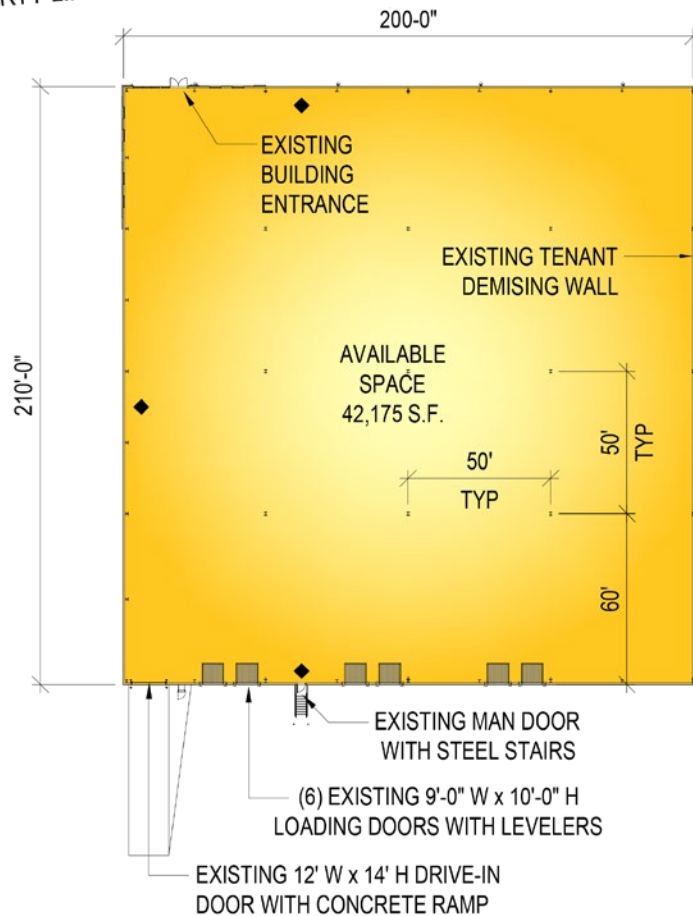 200-0"
EXISTING
BUILDING
ENTRANCE
EXISTING TENANT
DEMISING WALL
210'-0"
AVAILABLE
SPACE
42,175 S.F.
50'
TYP
50'
TYP
60'
EXISTING MAN DOOR
WITH STEEL STAIRS
(6) EXISTING 9'-0" W x 10'-0" H
LOADING DOORS WITH LEVELERS
EXISTING 12' W x 14' H DRIVE-IN
DOOR WITH CONCRETE RAMP